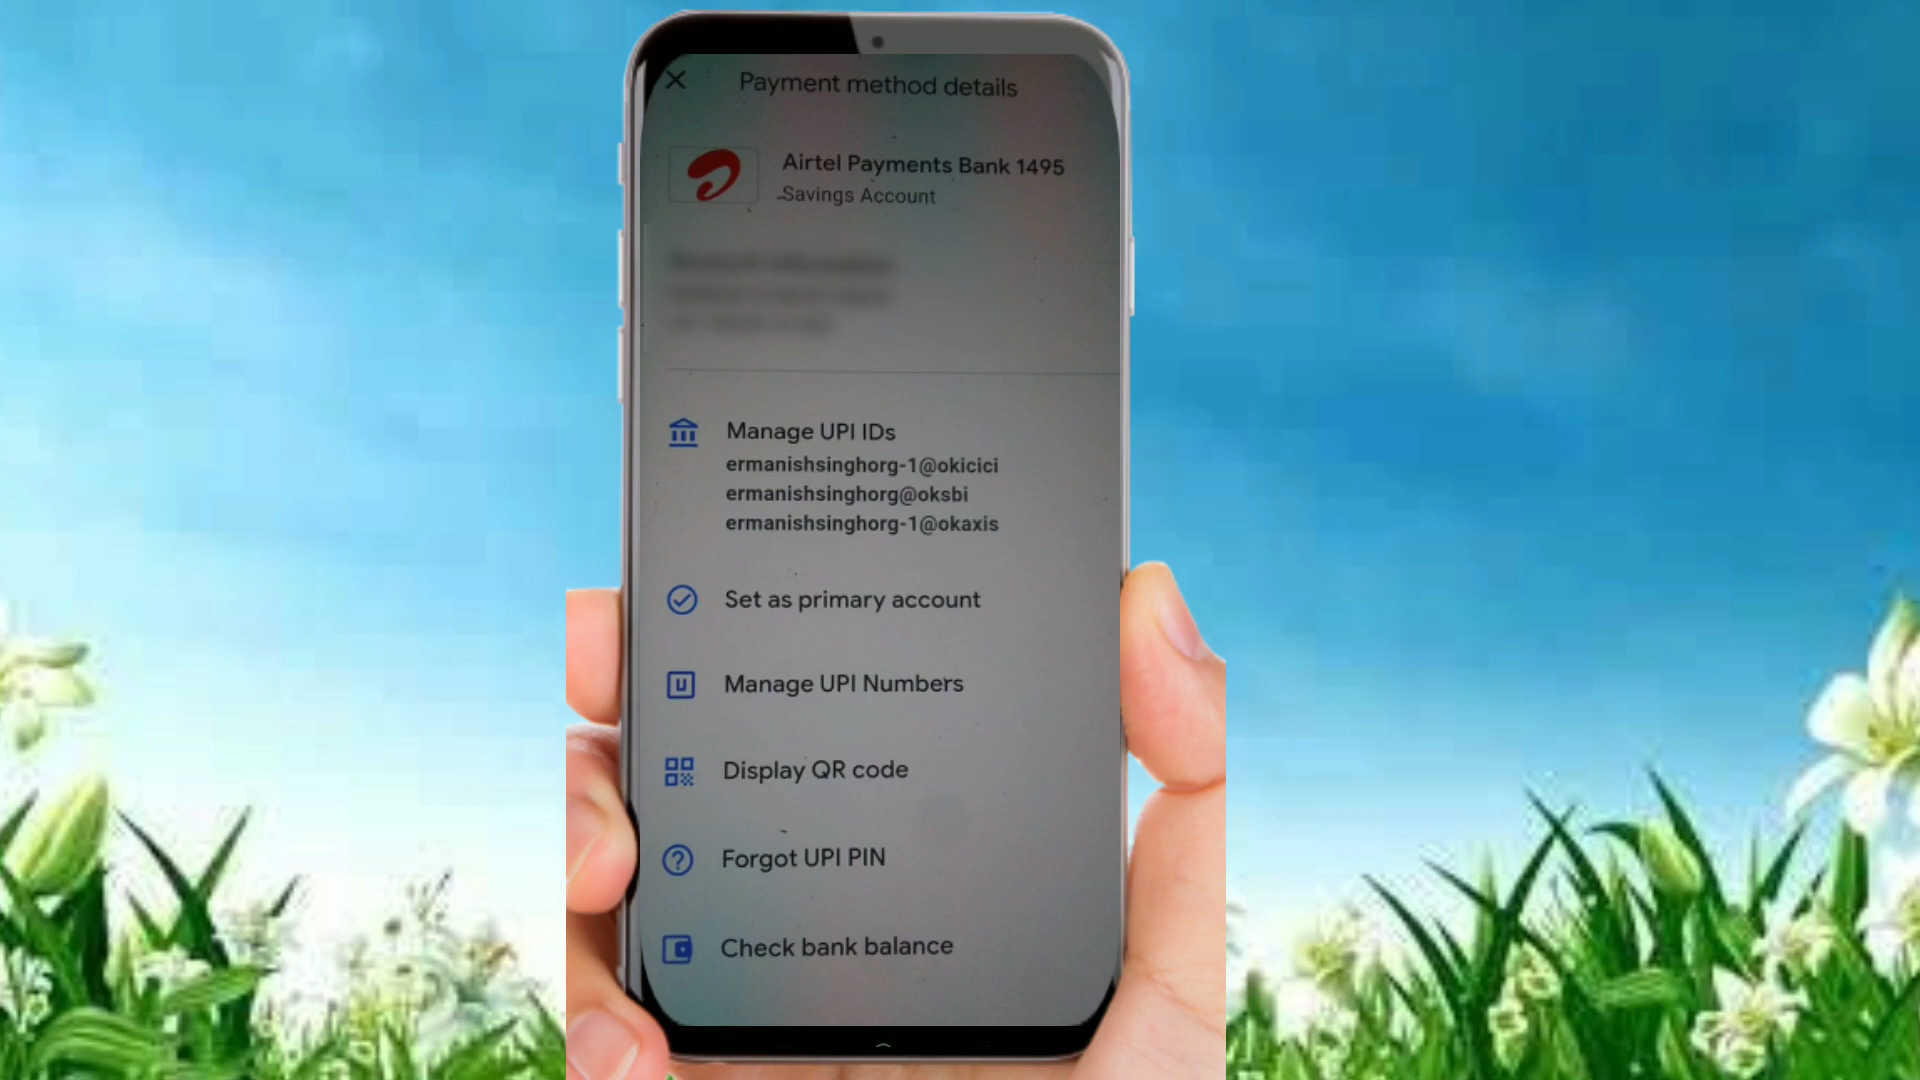 Payment method details
Airtel Payments Bank 1495
Savings Account
Manage UPI IDs
ermanishsinghorg-1@okicici
ermanishsinghorg@oksbi
ermanishsinghorg-1@okaxis
Set as primary account
Manage UPI Numbers
Display QR code
Forgot UPI PIN
Check bank balance